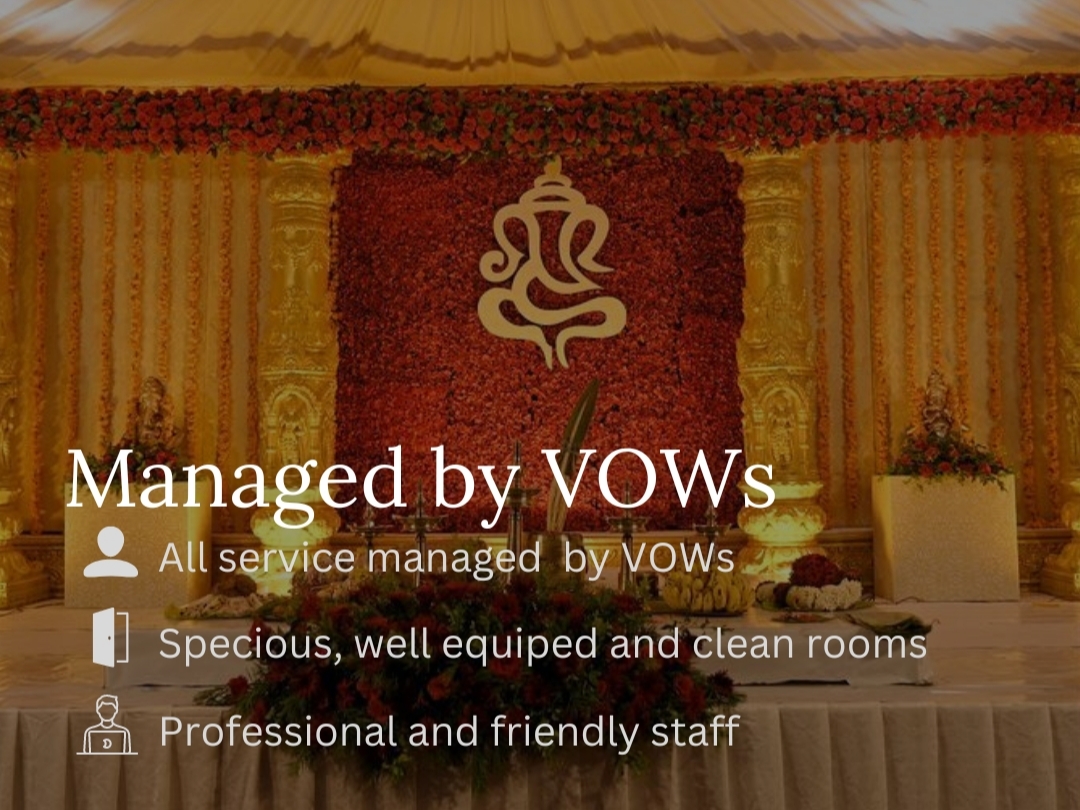 Managed by VOWs
All service managed  by VOWs
Specious, well equiped and clean rooms
Professional and friendly staff